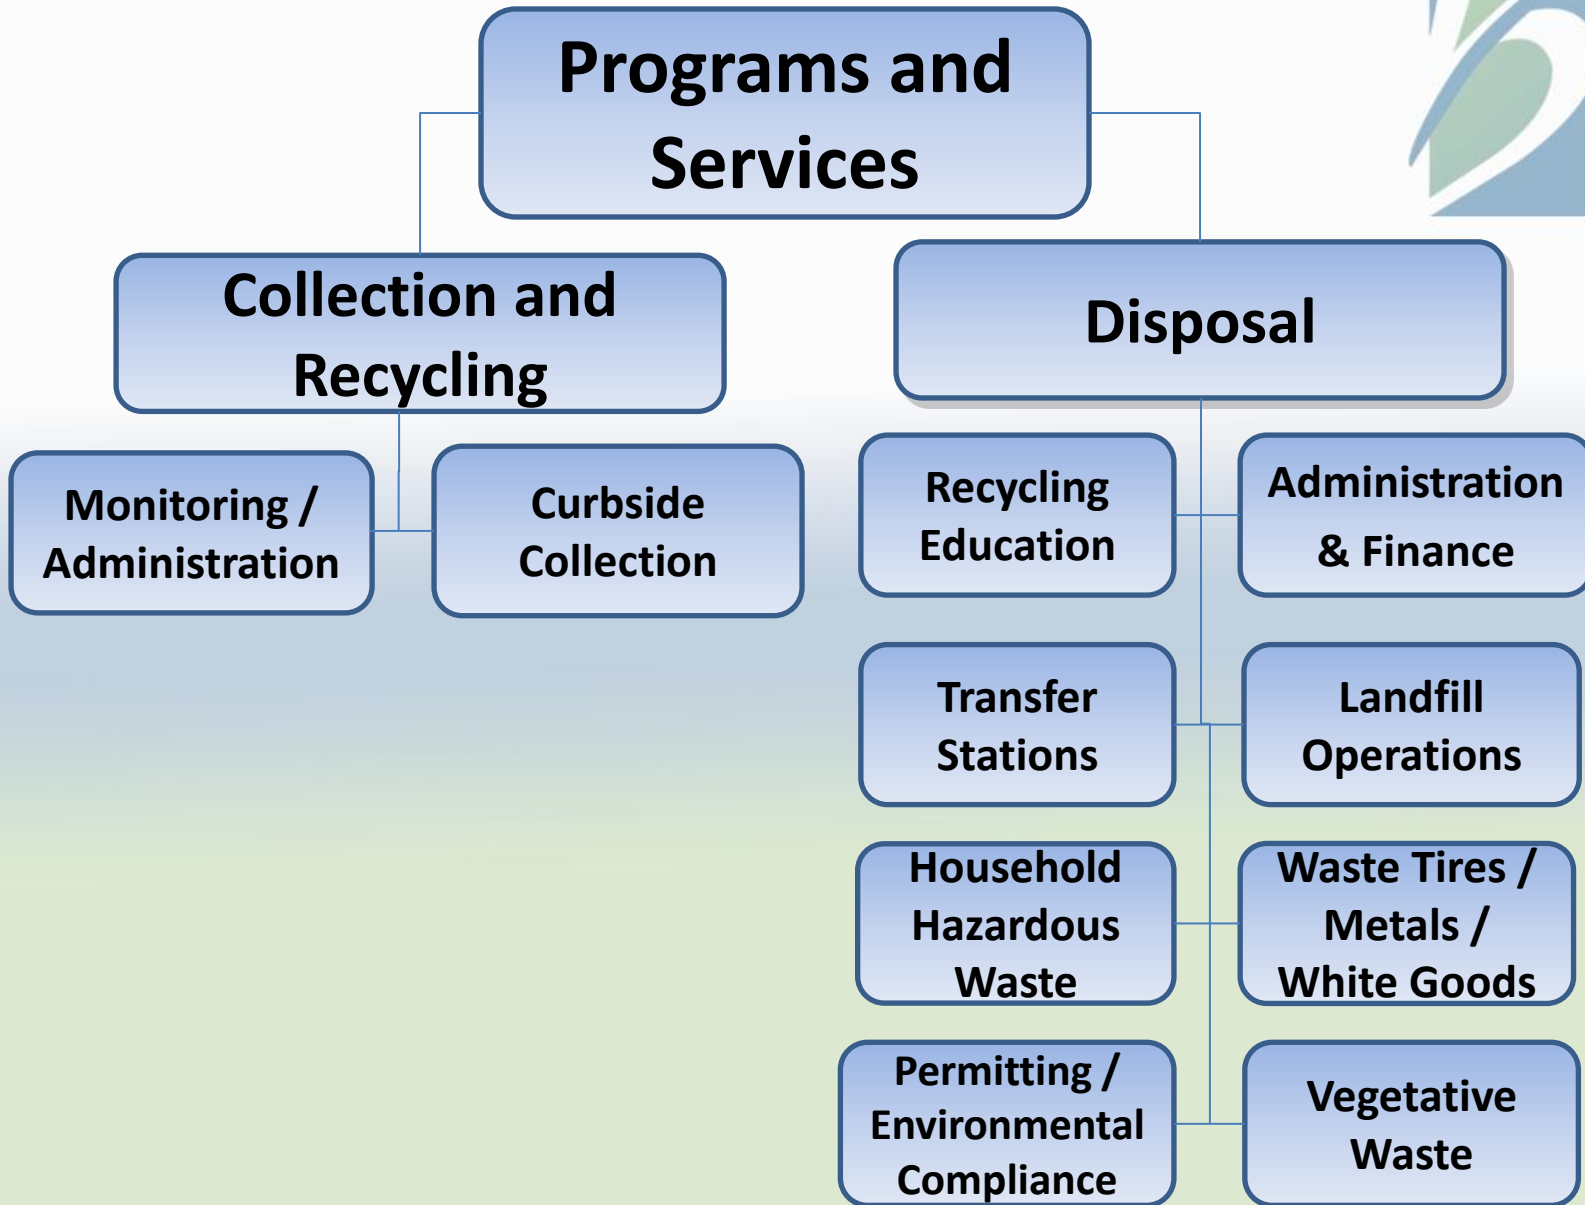 Programs and
Services
Collection and
Recycling
Disposal
Monitoring /
Administration
Curbside
Collection
Recycling
Education
Administration
& Finance
Transfer
Stations
Landfill
Operations
Household
Hazardous
Waste
Waste Tires /
Metals /
White Goods
Permitting /
Environmental
Compliance
Vegetative
Waste